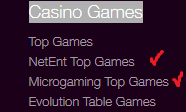 Casino Games
Top Games
NetEnt Top Games
Microgaming Top Games
Evolution Table Games